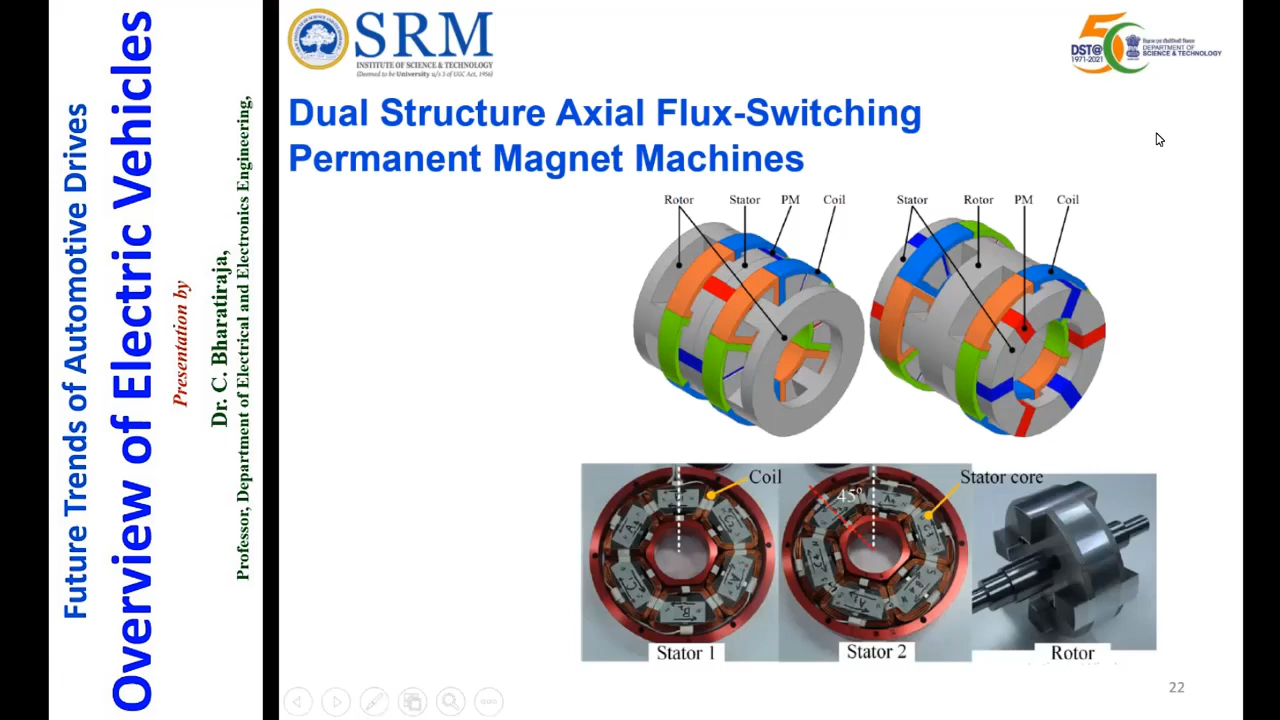 Future Trends of Automotive Drives
Overview of Electric Vehicles
Presentation by
Dr. C. Bharatiraja,
Professor, Department of Electrical and Electronics Engineering,
SRM
INSTITUTE OF SCIENCE & TECHNOLOGY
(Deemed to be University u/s 3 of UGC Act, 1956)
DST@
1971-2021
DEPARTMENT OF
SCIENCE & TECHNOLOGY
Dual Structure Axial Flux-Switching
Permanent Magnet Machines
Rotor Stator PM Coil
Stator Rotor PM Coil
Coil
45°
Stator core
Stator 1
Stator 2
Rotor
22